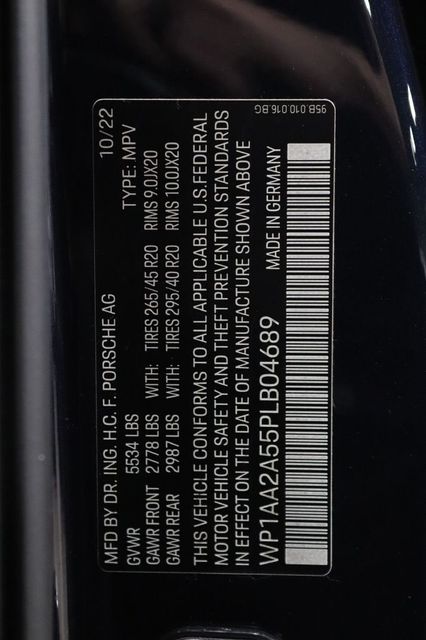 MFD BY DR. ING. H.C. F. PORSCHE AG 10/22
GVWR 5534 LBS TYPE: MPV
GAWR FRONT 2778 LBS WITH: TIRES 265/45 R20 RIMS 9.0JX20
GAWR REAR 2987 LBS WITH: TIRES 295/40 R20 RIMS 10.0JX20
THIS VEHICLE CONFORMS TO ALL APPLICABLE U.S.FEDERAL
MOTOR VEHICLE SAFETY AND THEFT PREVENTION STANDARDS
IN EFFECT ON THE DATE OF MANUFACTURE SHOWN ABOVE
WP1AA2A55PLB04689 MADE IN GERMANY
95B.010.016.BG